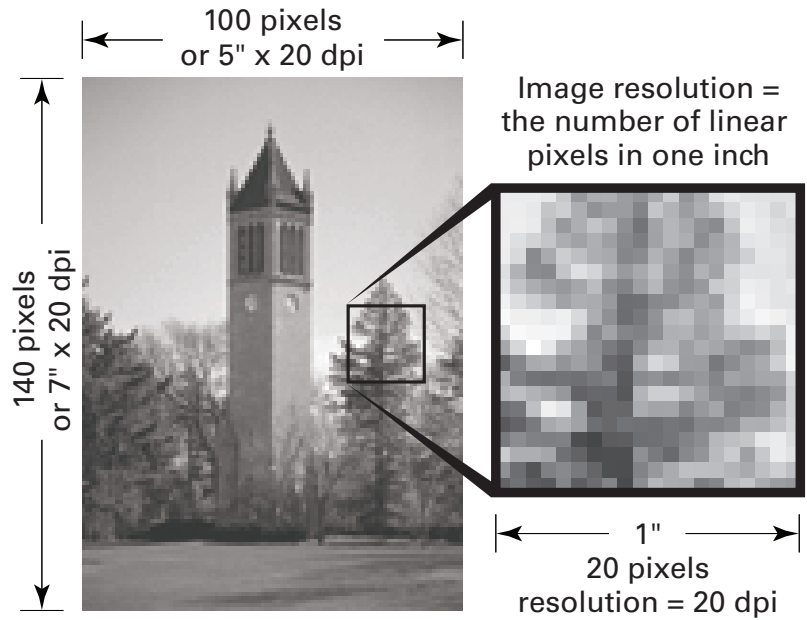 100 pixels
or 5" x 20 dpi
140 pixels
or 7" x 20 dpi
Image resolution =
the number of linear
pixels in one inch
1"
20 pixels
resolution = 20 dpi